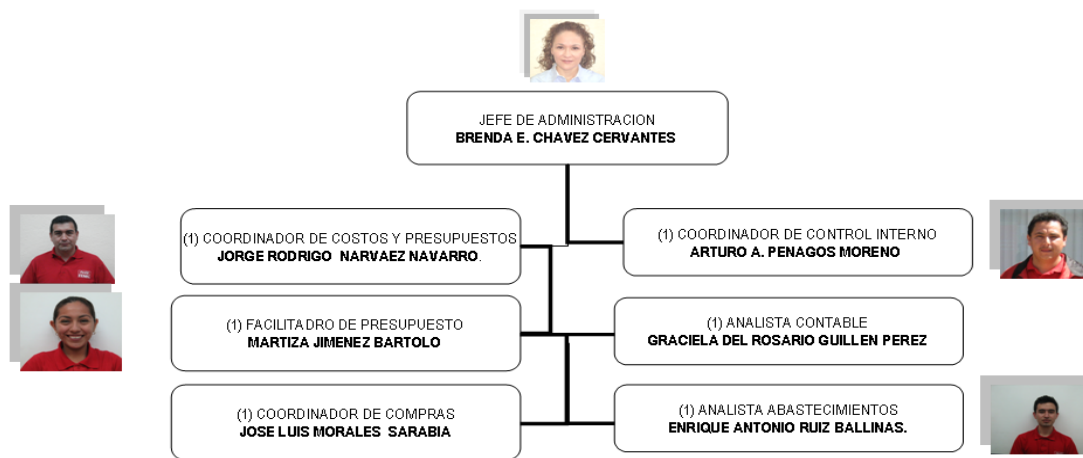 JEFE DE ADMINISTRACION
BRENDA E. CHAVEZ CERVANTES
(1) COORDINADOR DE COSTOS Y PRESUPUESTOS
JORGE RODRIGO NARVAEZ NAVARRO.
(1) COORDINADOR DE CONTROL INTERNO
ARTURO A. PENAGOS MORENO
(1) FACILITADRO DE PRESUPUESTO
MARTIZA JIMENEZ BARTOLO
(1) ANALISTA CONTABLE
GRACIELA DEL ROSARIO GUILLEN PEREZ
(1) COORDINADOR DE COMPRAS
JOSE LUIS MORALES SARABIA
(1) ANALISTA ABASTECIMIENTOS
ENRIQUE ANTONIO RUIZ BALLINAS.